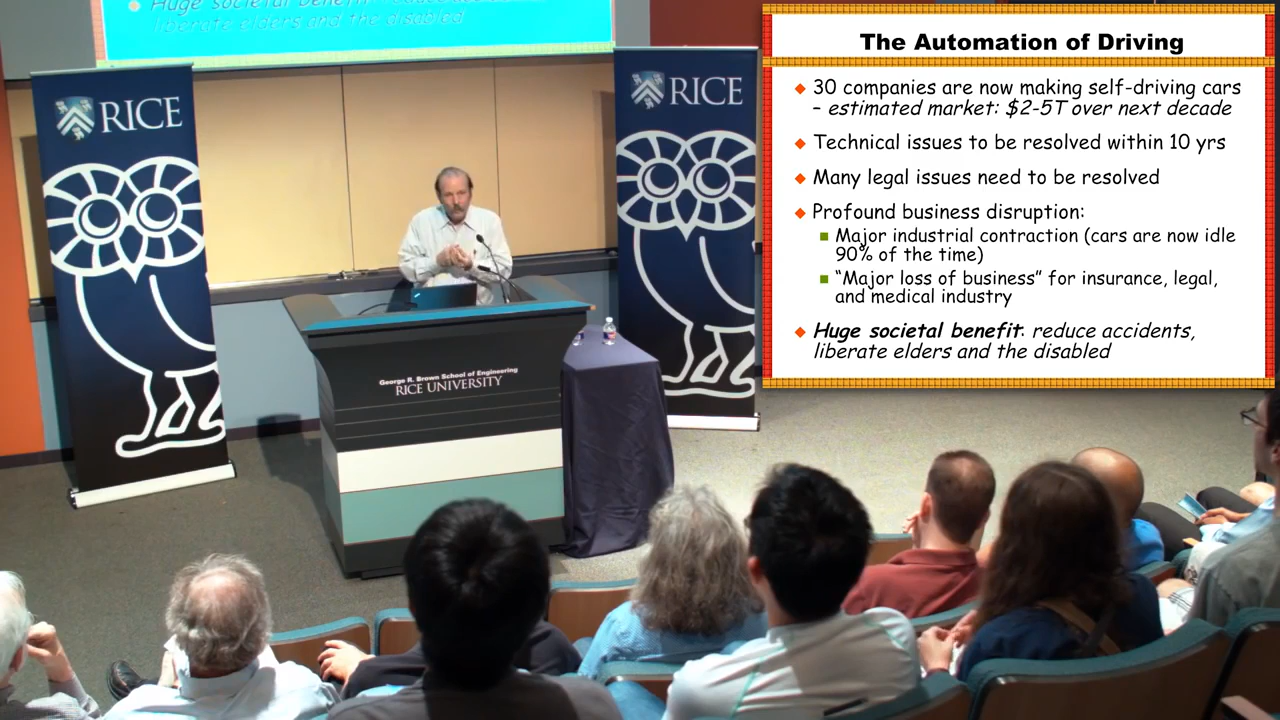 Huge societal benefit
liberate elders and the disabled
RICE
RICE
George R. Brown School of Engineering
RICE UNIVERSITY
The Automation of Driving
30 companies are now making self-driving cars
– estimated market: $2-5T over next decade
Technical issues to be resolved within 10 yrs
Many legal issues need to be resolved
Profound business disruption:
Major industrial contraction (cars are now idle
90% of the time)
“Major loss of business” for insurance, legal,
and medical industry
Huge societal benefit: reduce accidents,
liberate elders and the disabled